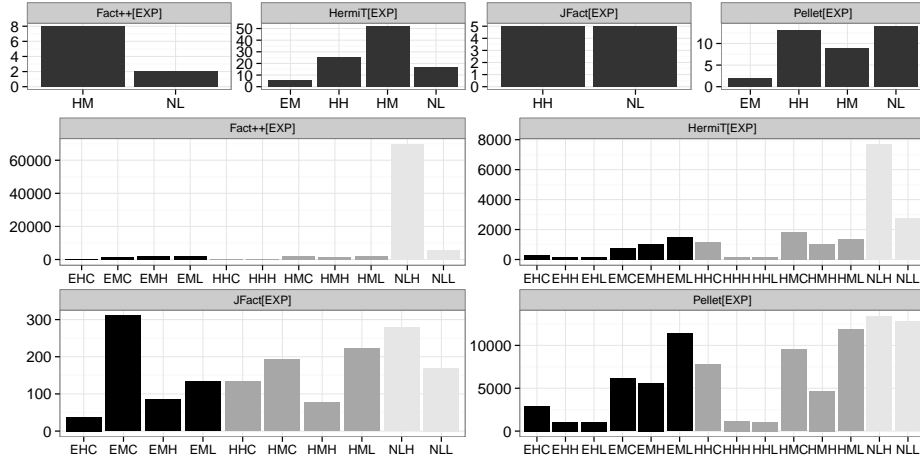 Fact++[EXP]
8
6
4
2
0
HM NL
HermiT[EXP]
50
40
30
20
10
0
EM HH HM NL
JFact[EXP]
5
4
3
2
1
0
HH NL
Pellet[EXP]
10
5
0
EM HH HM NL
Fact++[EXP]
60000
40000
20000
0
EHC EMC EMH EML HHC HHH HMC HMH HML NLH NLL
HermiT[EXP]
8000
6000
4000
2000
0
EHC EHH EHL EMC EMH EML HHC HHH HHL HMC HMH HML NLH NLL
JFact[EXP]
300
200
100
0
EHC EMC EMH EML HHC HMC HMH HML NLH NLL
Pellet[EXP]
10000
5000
0
EHC EHH EHL EMC EMH EML HHC HHH HHL HMC HMH HML NLH NLL